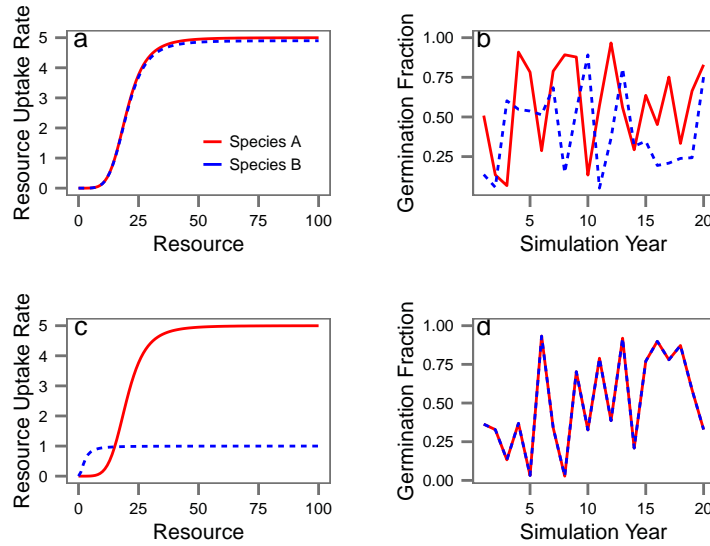 a
Resource Uptake Rate
5
4
3
2
1
0
Species A
Species B
0 25 50 75 100
Resource
b
Germination Fraction
1.00
0.75
0.50
0.25
5 10 15 20
Simulation Year
c
Resource Uptake Rate
5
4
3
2
1
0
0 25 50 75 100
Resource
d
Germination Fraction
1.00
0.75
0.50
0.25
0.00
5 10 15 20
Simulation Year